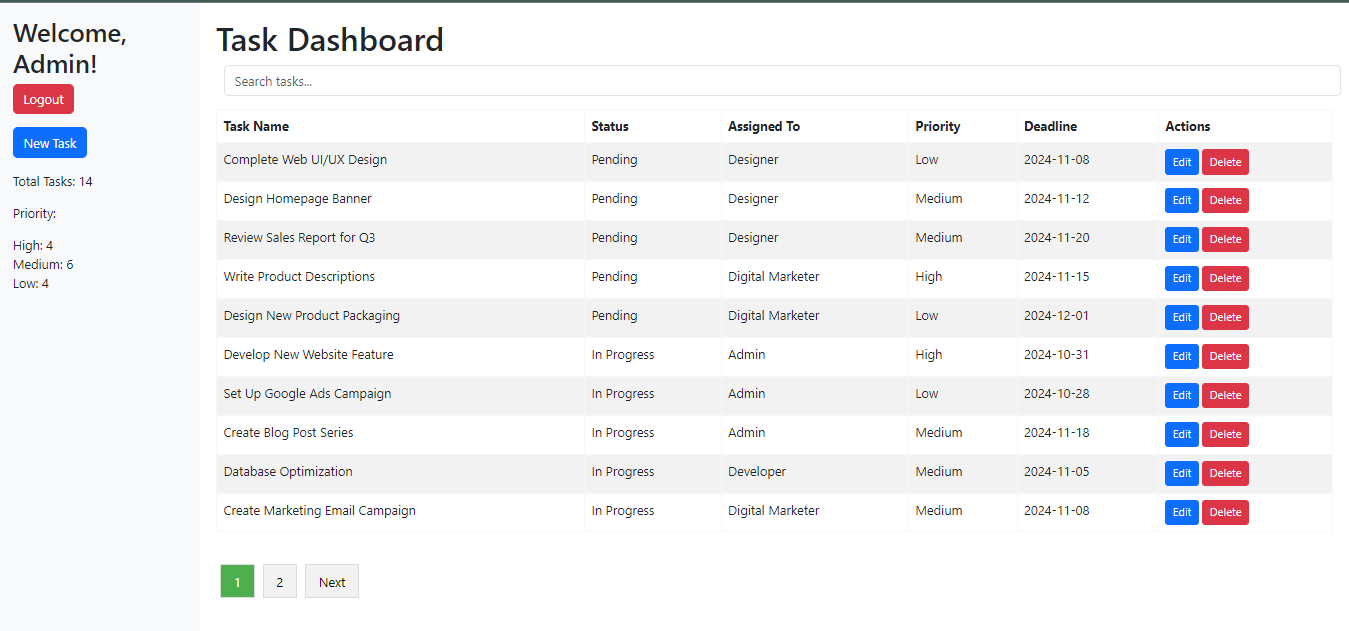 Welcome,
Admin!
Logout
New Task
Total Tasks: 14
Priority:
High: 4
Medium: 6
Low: 4
Task Dashboard
Search tasks...
Task Name Status Assigned To Priority Deadline Actions
Complete Web UI/UX Design Pending Designer Low 2024-11-08 Edit Delete
Design Homepage Banner Pending Designer Medium 2024-11-12 Edit Delete
Review Sales Report for Q3 Pending Designer Medium 2024-11-20 Edit Delete
Write Product Descriptions Pending Digital Marketer High 2024-11-15 Edit Delete
Design New Product Packaging Pending Digital Marketer Low 2024-12-01 Edit Delete
Develop New Website Feature In Progress Admin High 2024-10-31 Edit Delete
Set Up Google Ads Campaign In Progress Admin Low 2024-10-28 Edit Delete
Create Blog Post Series In Progress Admin Medium 2024-11-18 Edit Delete
Database Optimization In Progress Developer Medium 2024-11-05 Edit Delete
Create Marketing Email Campaign In Progress Digital Marketer Medium 2024-11-08 Edit Delete
1 2 Next